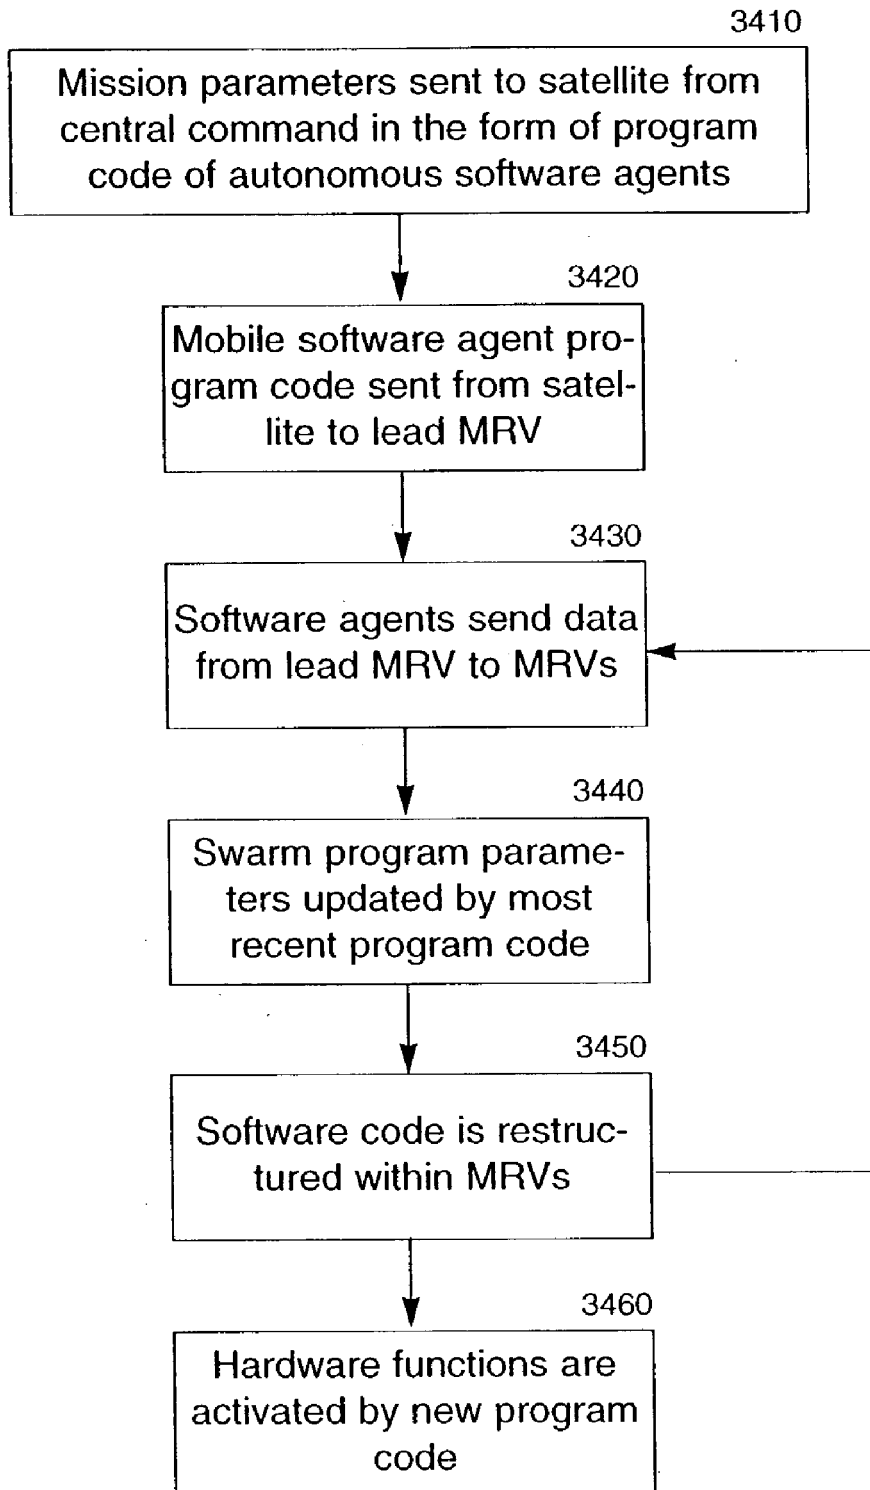 3410
Mission parameters sent to satellite from
central command in the form of program
code of autonomous software agents
3420
Mobile software agent pro-
gram code sent from satel-
lite to lead MRV
3430
Software agents send data
from lead MRV to MRVs
3440
Swarm program parame-
ters updated by most
recent program code
3450
Software code is restruc-
tured within MRVs
3460
Hardware functions are
activated by new program
code